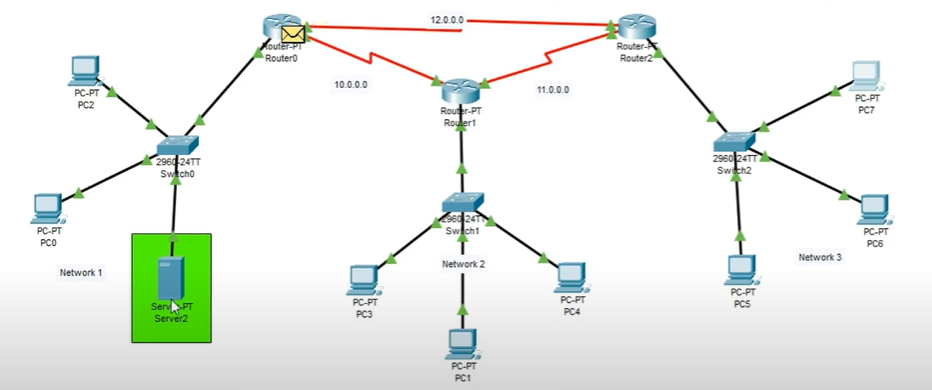 12.0.0.0
Router-PT
Router0
Router-PT
Router2
10.0.0.0
11.0.0.0
Router-PT
Router1
PC-PT
PC2
PC-PT
PC7
2960-24TT
Switch0
2960-24TT
Switch2
2960-24TT
Switch1
PC-PT
PC0
PC-PT
PC6
Network 1
Network 2
Network 3
PC-PT
PC3
PC-PT
PC4
PC-PT
PC5
Server-PT
Server2
PC-PT
PC1